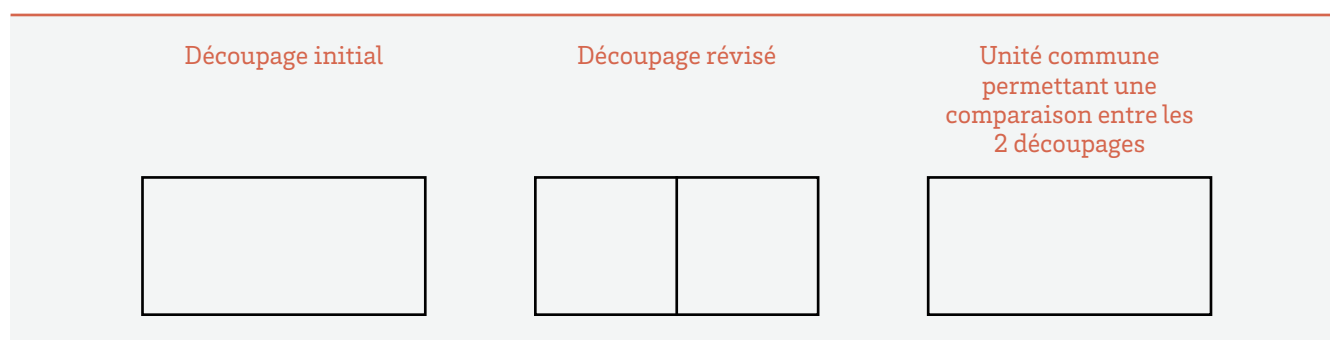 Découpage initial
Découpage révisé
Unité commune
permettant une
comparaison entre les
2 découpages